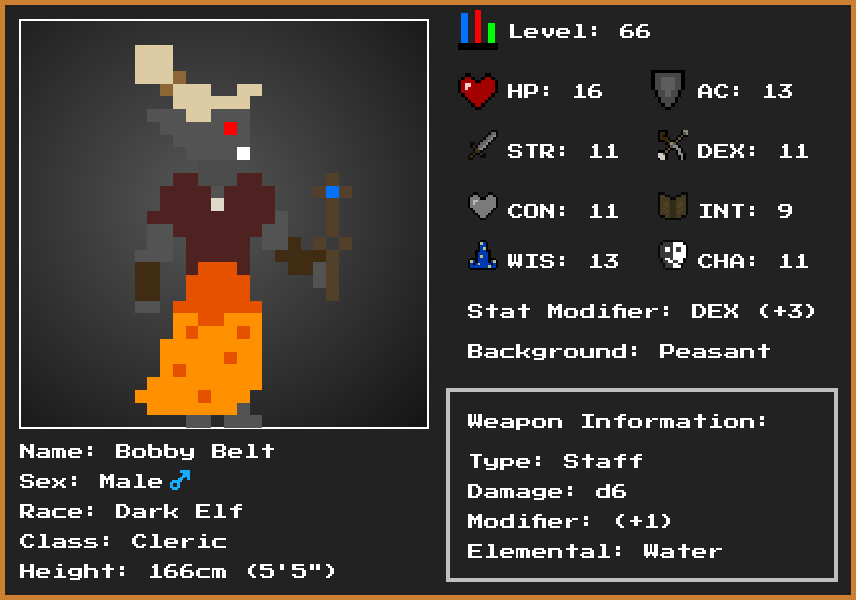 Level: 66
HP: 16
AC: 13
STR: 11
DEX: 11
CON: 11
INT: 9
WIS: 13
CHA: 11
Stat Modifier: DEX (+3)
Background: Peasant
Weapon Information:
Type: Staff
Damage: d6
Modifier: (+1)
Elemental: Water
Name: Bobby Belt
Sex: Male♂
Race: Dark Elf
Class: Cleric
Height: 166cm (5'5")